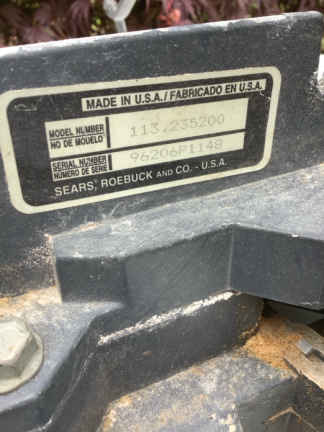 MADE IN U.S.A./FABRICADO EN U.S.A.
MODEL NUMBER
NO DE MODELO
113.235200
SERIAL NUMBER
NUMERO DE SERIE
96206P1148
SEARS, ROEBUCK AND CO. - U.S.A.